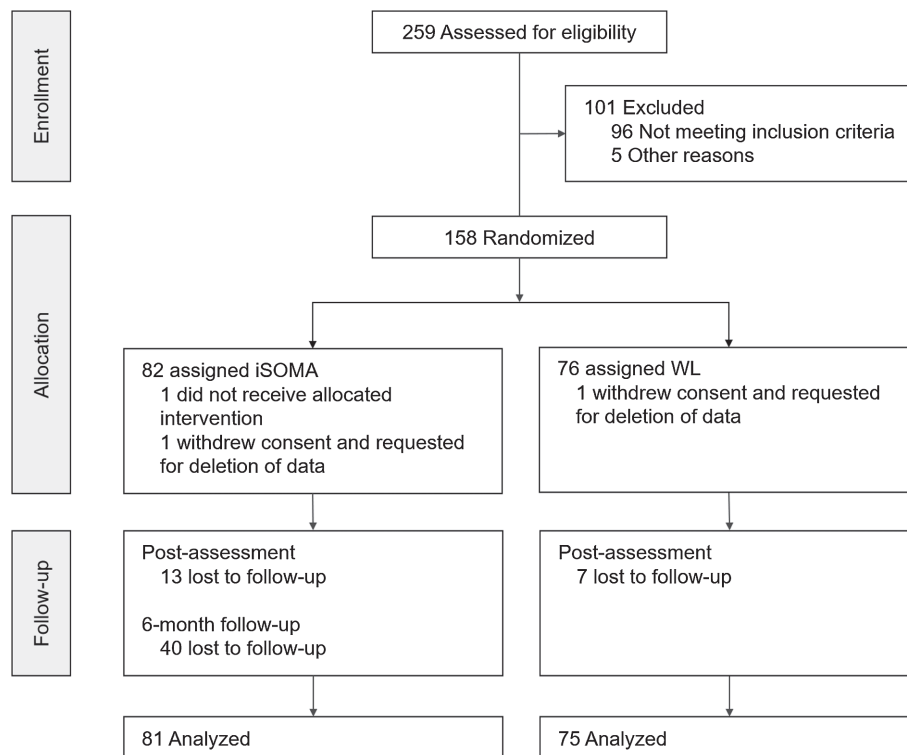 259 Assessed for eligibility
Enrollment
101 Excluded
96 Not meeting inclusion criteria
5 Other reasons
158 Randomized
Allocation
82 assigned iSOMA
1 did not receive allocated
intervention
1 withdrew consent and requested
for deletion of data
76 assigned WL
1 withdrew consent and requested
for deletion of data
Follow-up
Post-assessment
13 lost to follow-up
6-month follow-up
40 lost to follow-up
Post-assessment
7 lost to follow-up
81 Analyzed
75 Analyzed